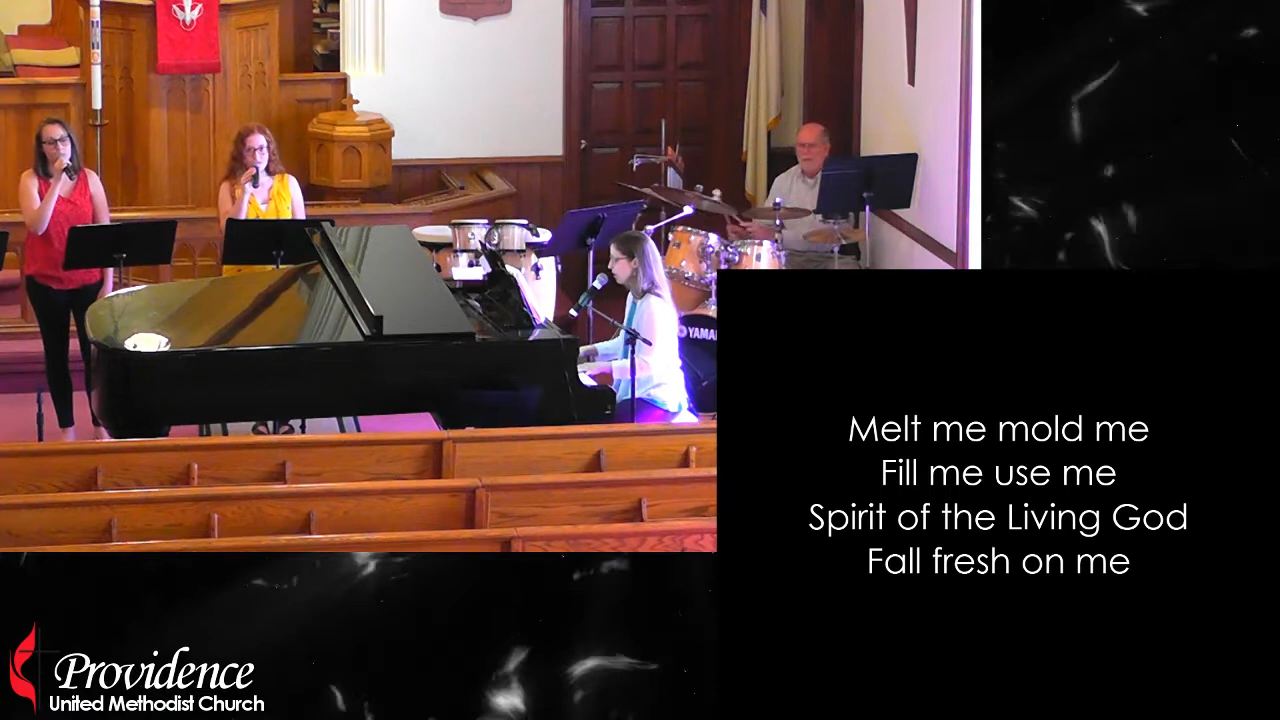 YAMA
Melt me mold me
Fill me use me
Spirit of the Living God
Fall fresh on me
Providence
United Methodist Church